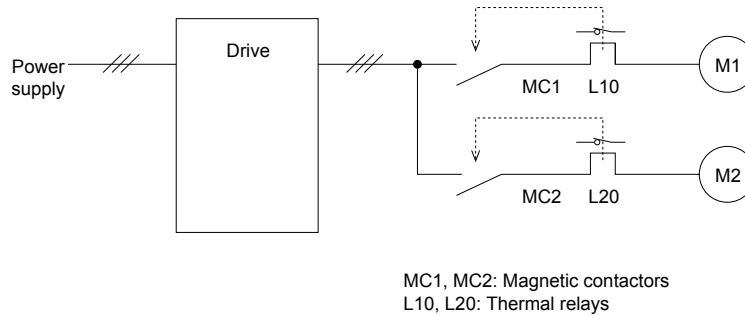 Power
supply
Drive
MC1
L10
M1
MC2
L20
M2
MC1, MC2: Magnetic contactors
L10, L20: Thermal relays